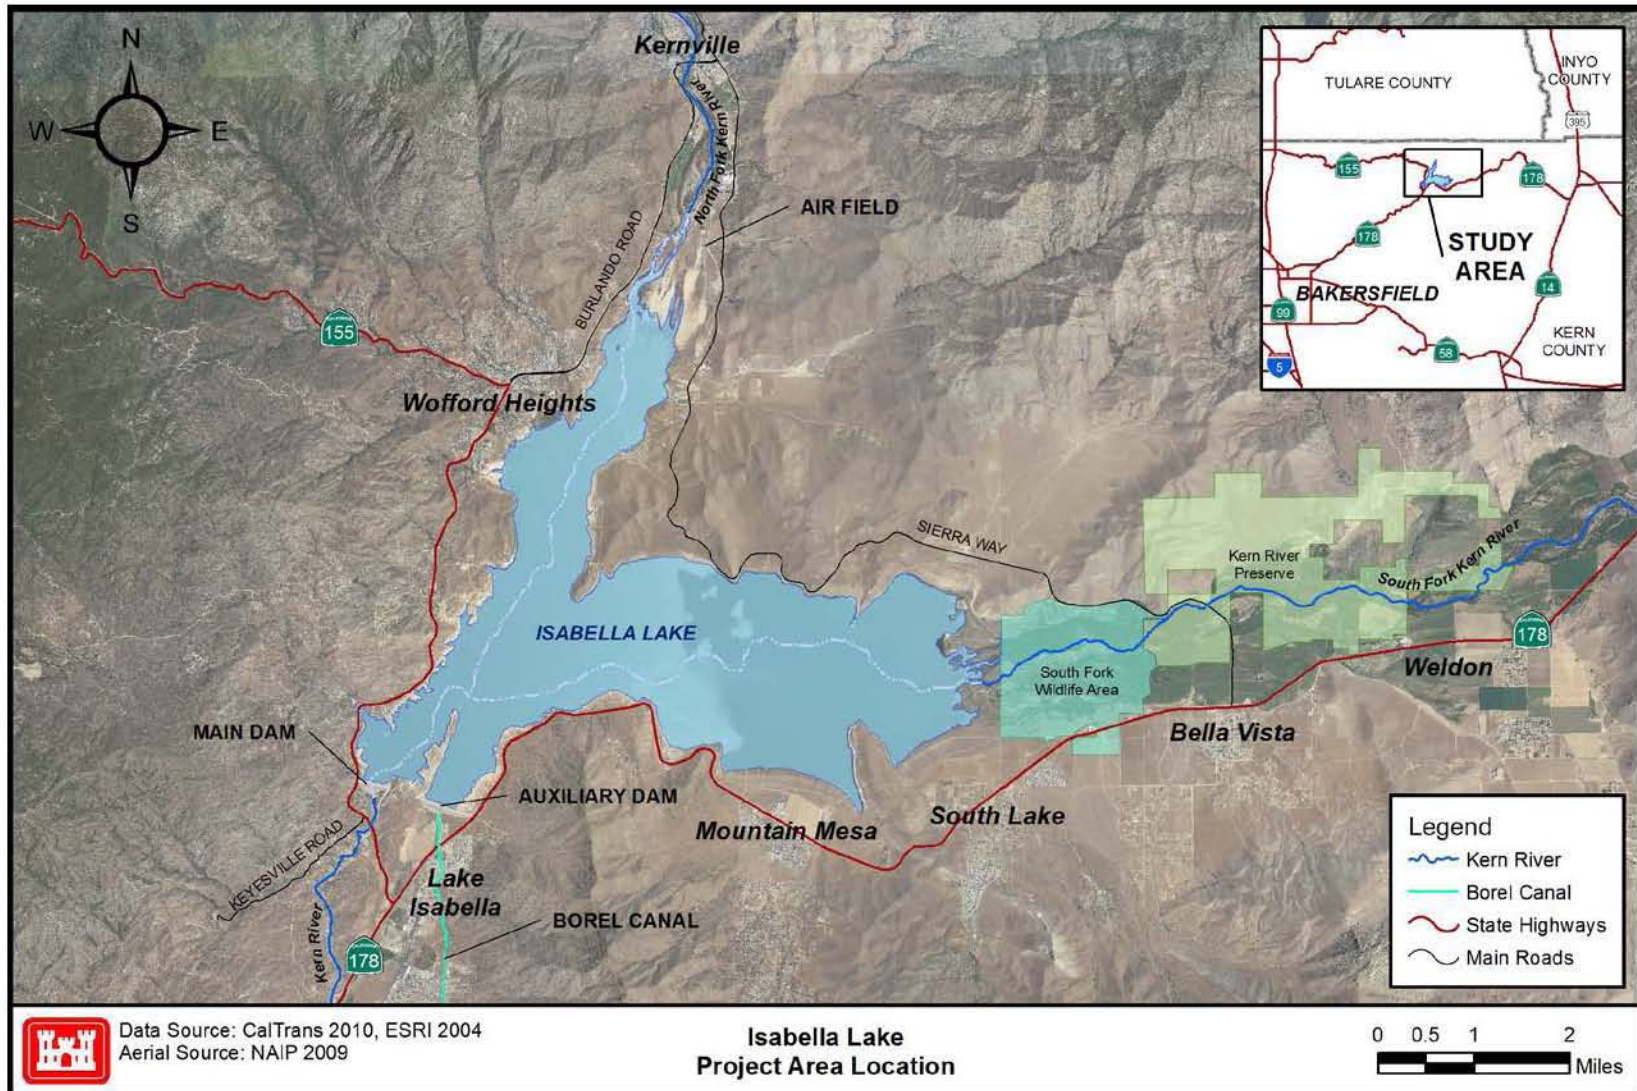 N
W
E
S
Kernville
North Fork Kern River
AIR FIELD
BURLANDO ROAD
CALIFORNIA
155
Wofford Heights
SIERRA WAY
Kern River
Preserve
South Fork Kern River
ISABELLA LAKE
South Fork
Wildlife Area
CALIFORNIA
178
Weldon
Bella Vista
MAIN DAM
AUXILIARY DAM
Mountain Mesa
South Lake
KEYESVILLE ROAD
Lake
Isabella
BOREL CANAL
Kern River
CALIFORNIA
178
TULARE COUNTY
INYO
COUNTY
395
155
178
178
STUDY
AREA
BAKERSFIELD
99
14
KERN
COUNTY
58
5
Legend
Kern River
Borel Canal
State Highways
Main Roads
Data Source: CalTrans 2010, ESRI 2004
Aerial Source: NAIP 2009
Isabella Lake
Project Area Location
0 0.5 1 2
Miles